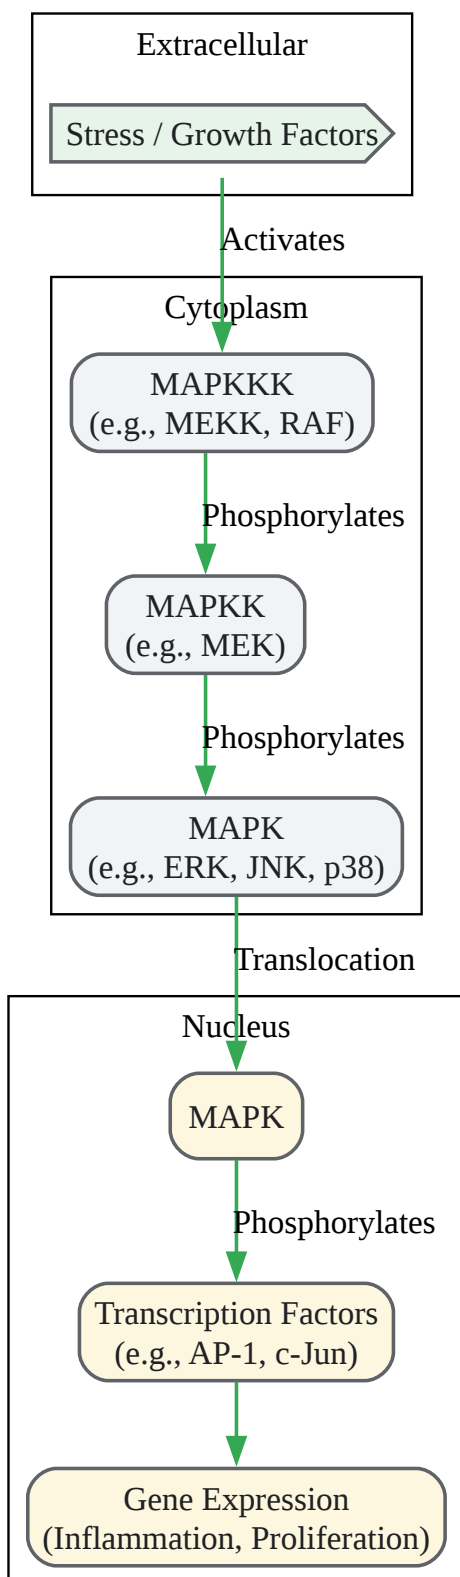 Extracellular
Stress / Growth Factors
Activates
Cytoplasm
MAPKKK
(e.g., MEKK, RAF)
Phosphorylates
MAPKK
(e.g., MEK)
Phosphorylates
MAPK
(e.g., ERK, JNK, p38)
Translocation
Nucleus
MAPK
Phosphorylates
Transcription Factors
(e.g., AP-1, c-Jun)
Gene Expression
(Inflammation, Proliferation)